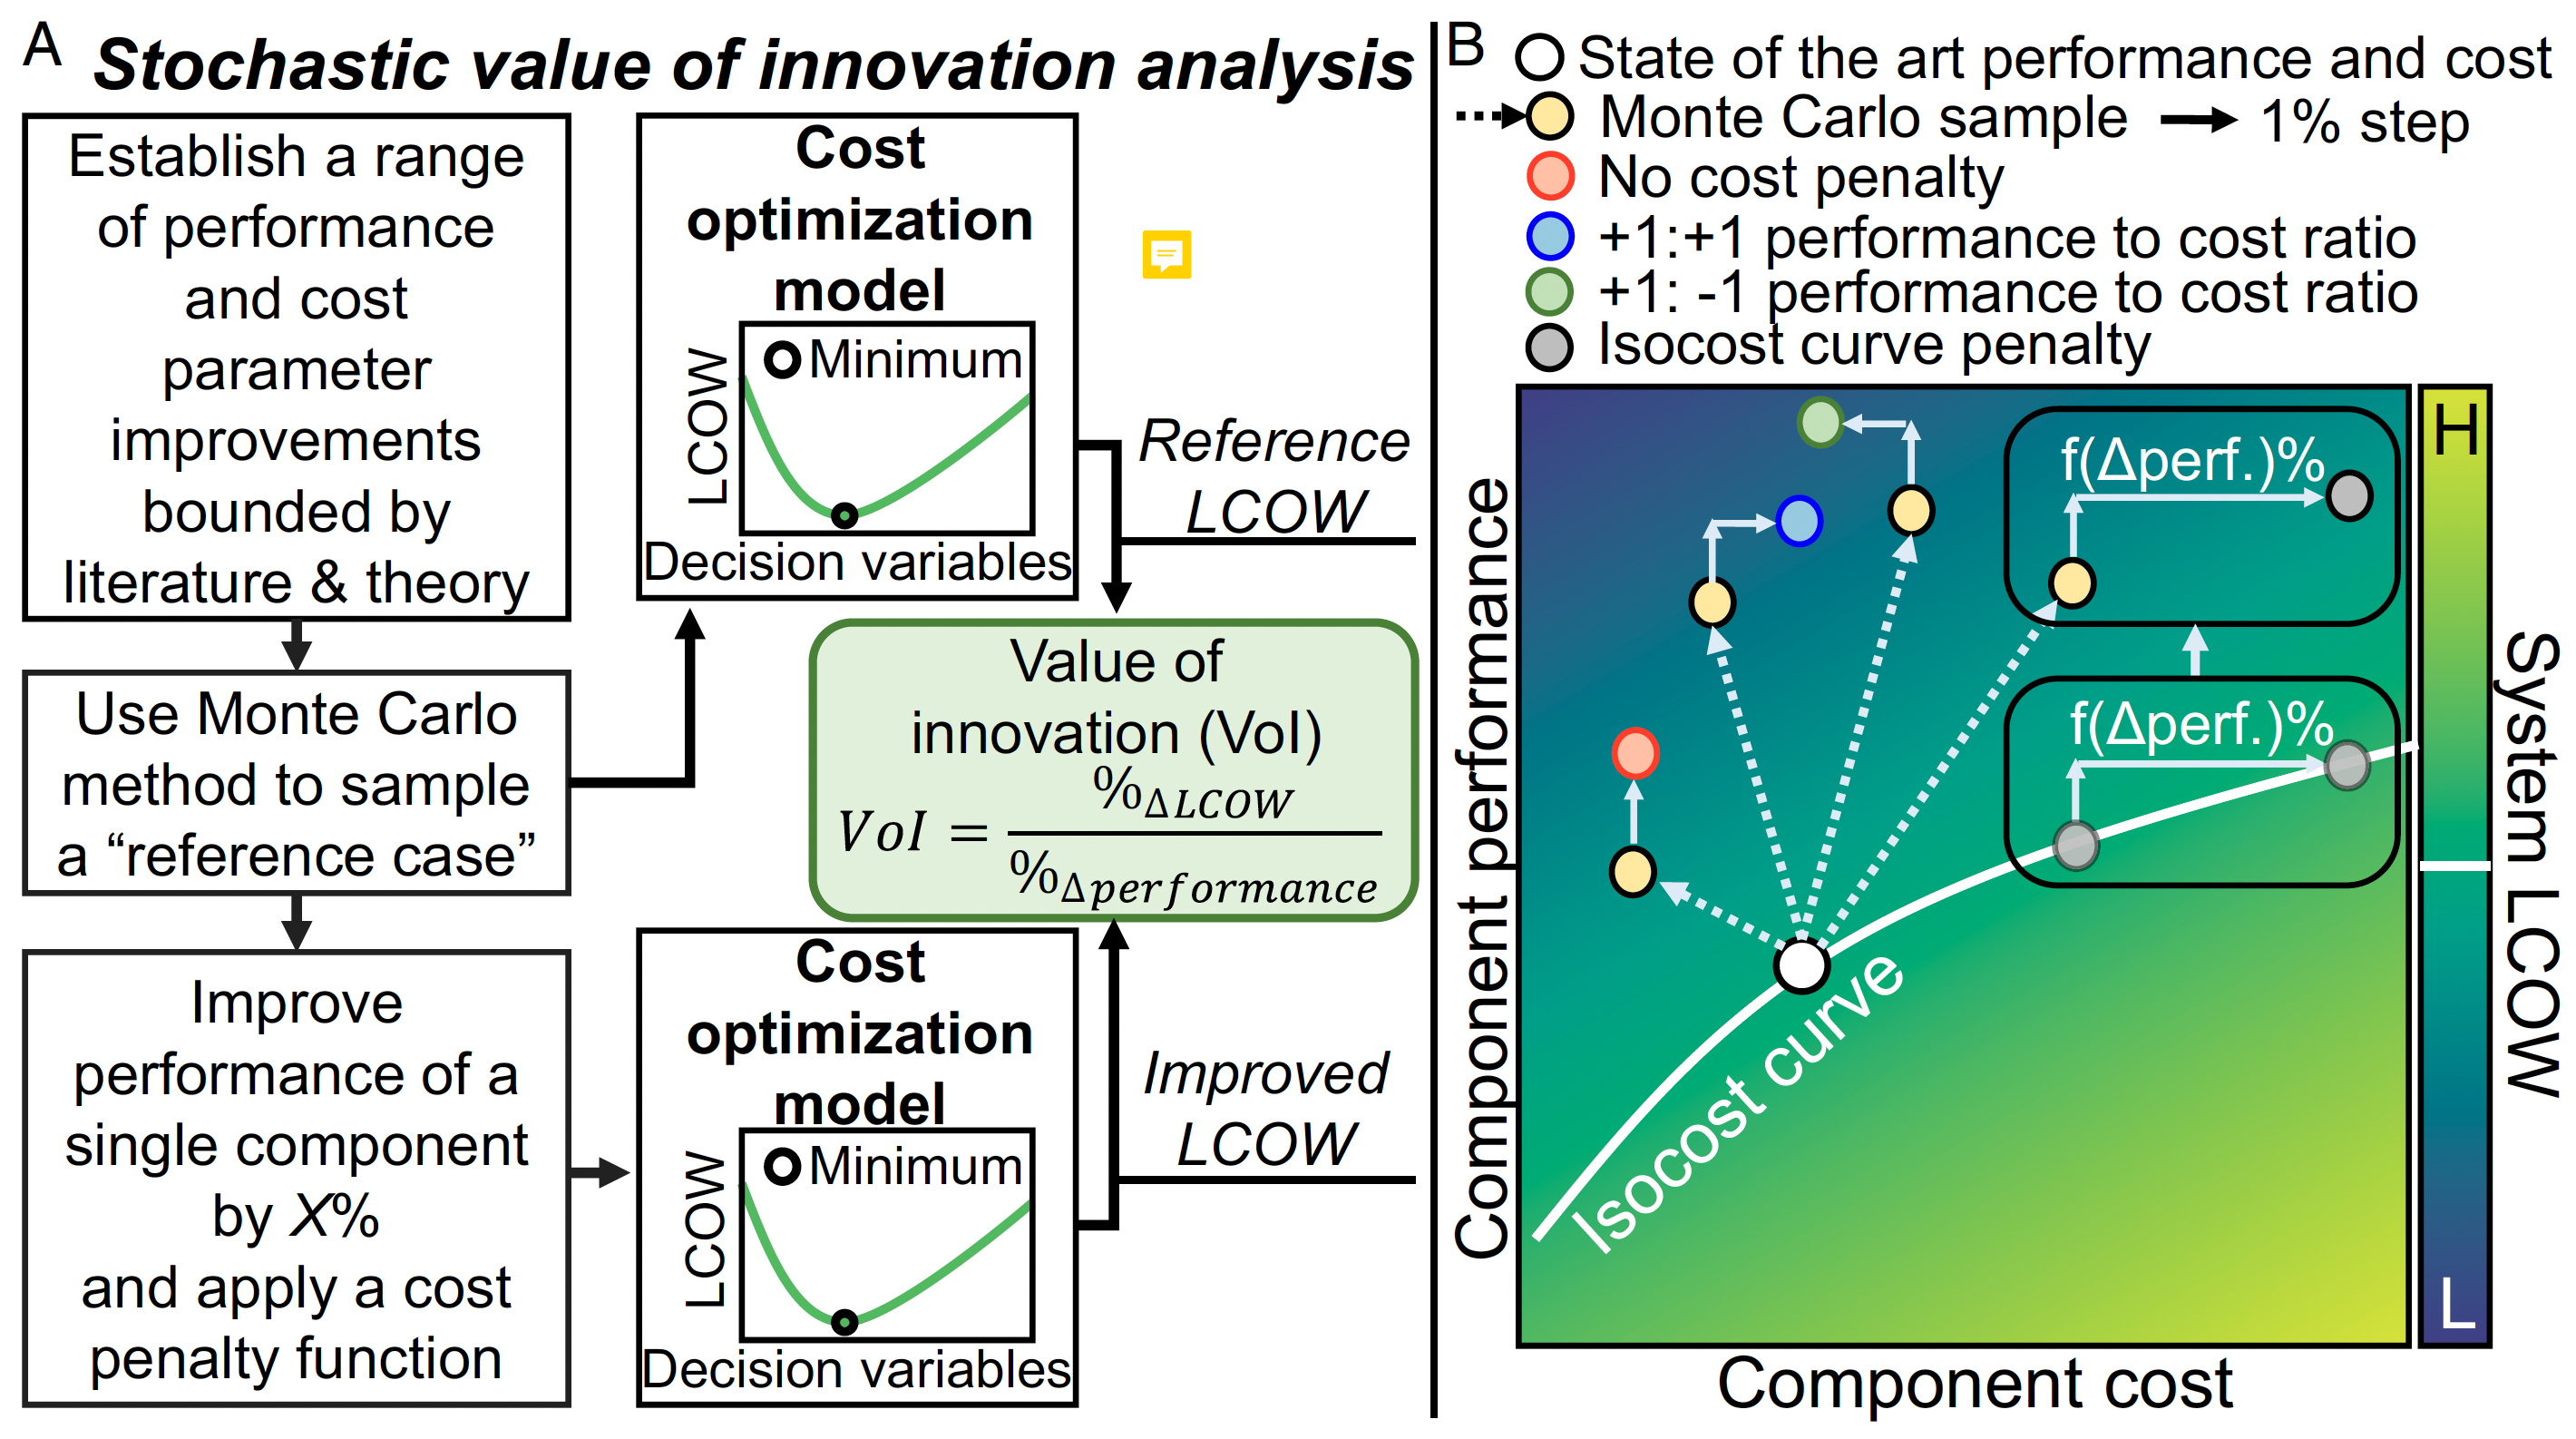 A
Stochastic value of innovation analysis
Establish a range
of performance
and cost
parameter
improvements
bounded by
literature & theory
Use Monte Carlo
method to sample
a “reference case”
Improve
performance of a
single component
by X%
and apply a cost
penalty function
Cost
optimization
model
LCOW
Minimum
Decision variables
Reference
LCOW
Value of
innovation (VoI)
VoI = %ΔLCOW / %Δperformance
Cost
optimization
model
LCOW
Minimum
Decision variables
Improved
LCOW
B
State of the art performance and cost
Monte Carlo sample
1% step
No cost penalty
+1:+1 performance to cost ratio
+1: -1 performance to cost ratio
Isocost curve penalty
Component performance
f(Δperf.)%
f(Δperf.)%
Isocost curve
Component cost
H
L
System LCOW